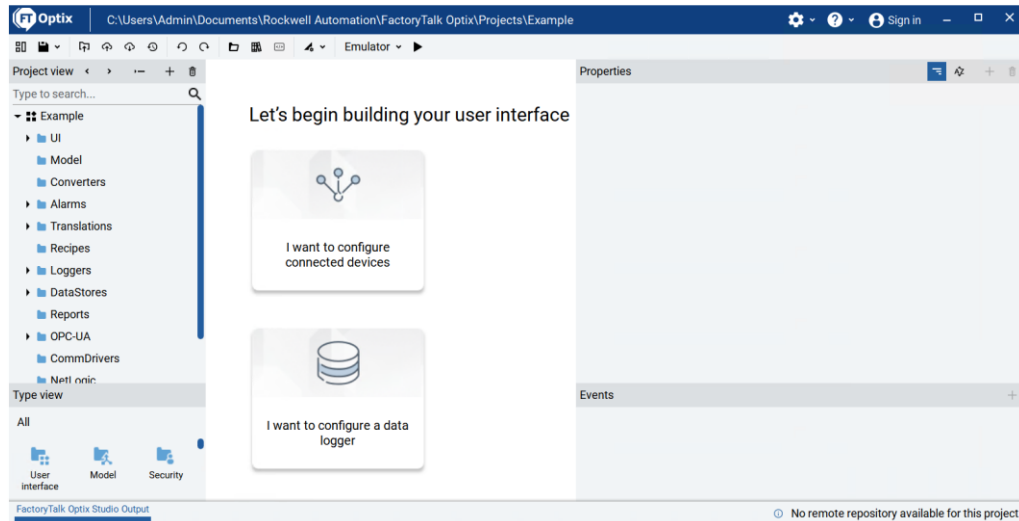 FT Optix
C:\Users\Admin\Documents\Rockwell Automation\FactoryTalk Optix\Projects\Example
Sign in
Emulator
Project view
Type to search...
Example
UI
Model
Converters
Alarms
Translations
Recipes
Loggers
DataStores
Reports
OPC-UA
CommDrivers
NetLogic
Type view
All
User
interface
Model
Security
Let's begin building your user interface
I want to configure
connected devices
I want to configure a data
logger
Properties
Events
FactoryTalk Optix Studio Output
No remote repository available for this project